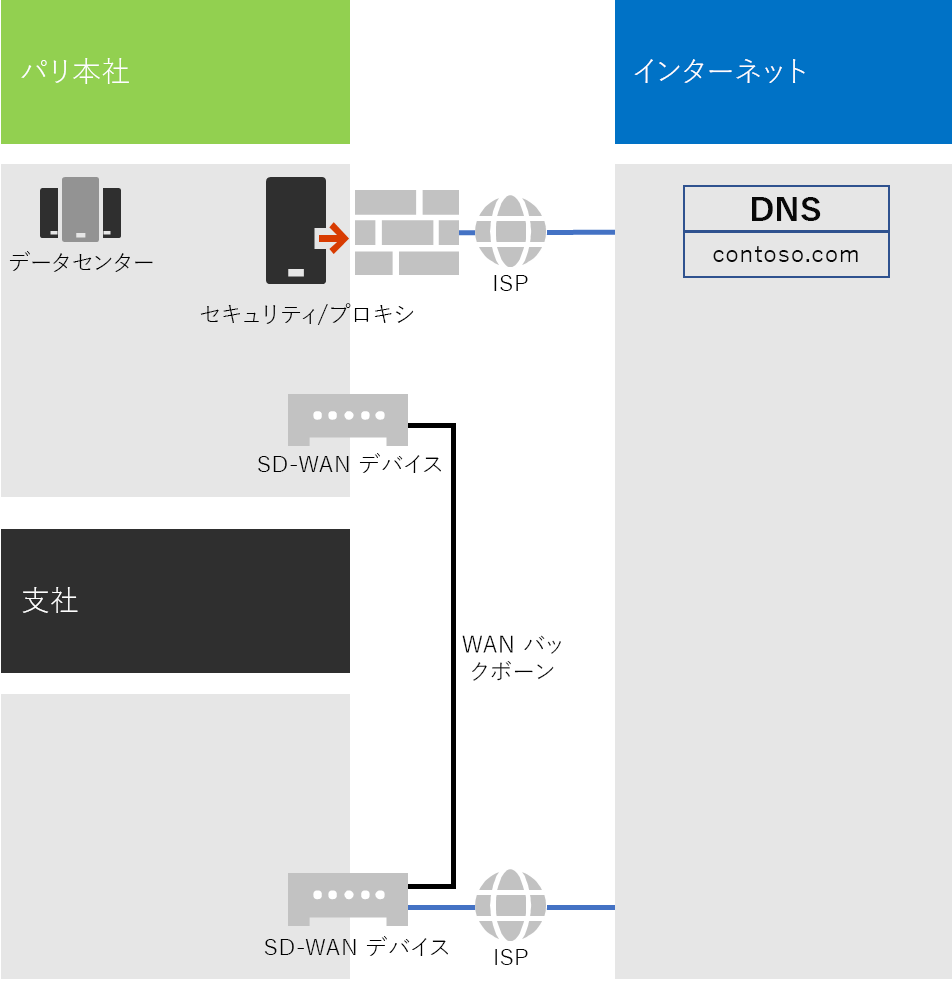 パリ本社
インターネット
DNS
contoso.com
データセンター
ISP
セキュリティ/プロキシ
SD-WAN デバイス
支社
WAN バッ
クボーン
SD-WAN デバイス
ISP